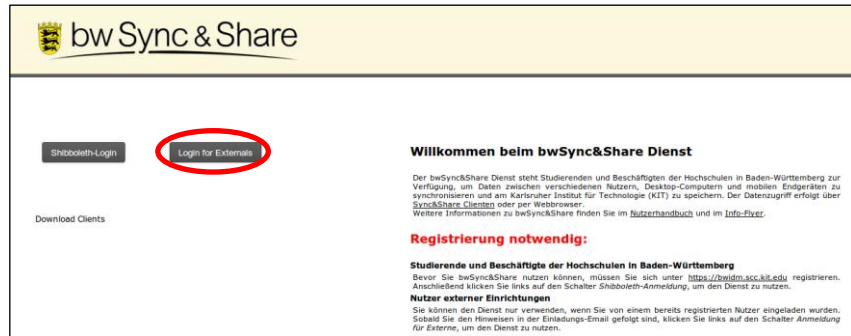 bw Sync & Share
Shibboleth-Login
Login for Externals
Download Clients
Willkommen beim bwSync&Share Dienst
Der bwSync&Share Dienst steht Studierenden und Beschäftigten der Hochschulen in Baden-Württemberg zur
Verfügung, um Daten zwischen verschiedenen Nutzern, Desktop-Computern und mobilen Endgeräten zu
synchronisieren und am Karlsruher Institut für Technologie (KIT) zu speichern. Der Datenzugriff erfolgt über
Sync&Share Clienten oder per Webbrowser.
Weitere Informationen zu bwSync&Share finden Sie im Nutzerhandbuch und im Info-Flyer.
Registrierung notwendig:
Studierende und Beschäftigte der Hochschulen in Baden-Württemberg
Bevor Sie bwSync&Share nutzen können, müssen Sie sich unter https://bwidm.scc.kit.edu registrieren.
Anschließend klicken Sie links auf den Schalter Shibboleth-Anmeldung, um den Dienst zu nutzen.
Nutzer externer Einrichtungen
Sie können den Dienst nur verwenden, wenn Sie von einem bereits registrierten Nutzer eingeladen wurden.
Sobald Sie den Hinweisen in der Einladungs-Email gefolgt sind, klicken Sie links auf den Schalter Anmeldung
für Externe, um den Dienst zu nutzen.